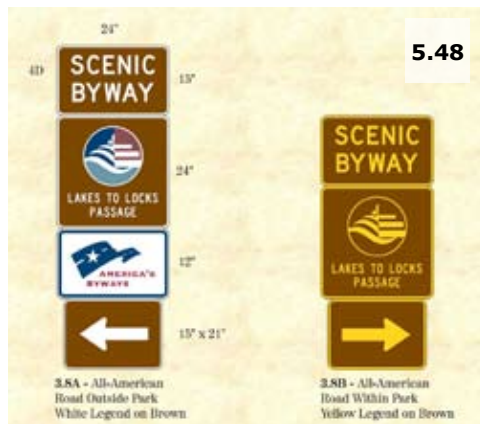 24"
5.48
4D
SCENIC
BYWAY
15"
LAKES TO LOCKS
PASSAGE
24"
AMERICA'S
BYWAYS
12"
15" x 21"
3.8A - All-American
Road Outside Park
White Legend on Brown
SCENIC
BYWAY
LAKES TO LOCKS
PASSAGE
3.8B - All-American
Road Within Park
Yellow Legend on Brown